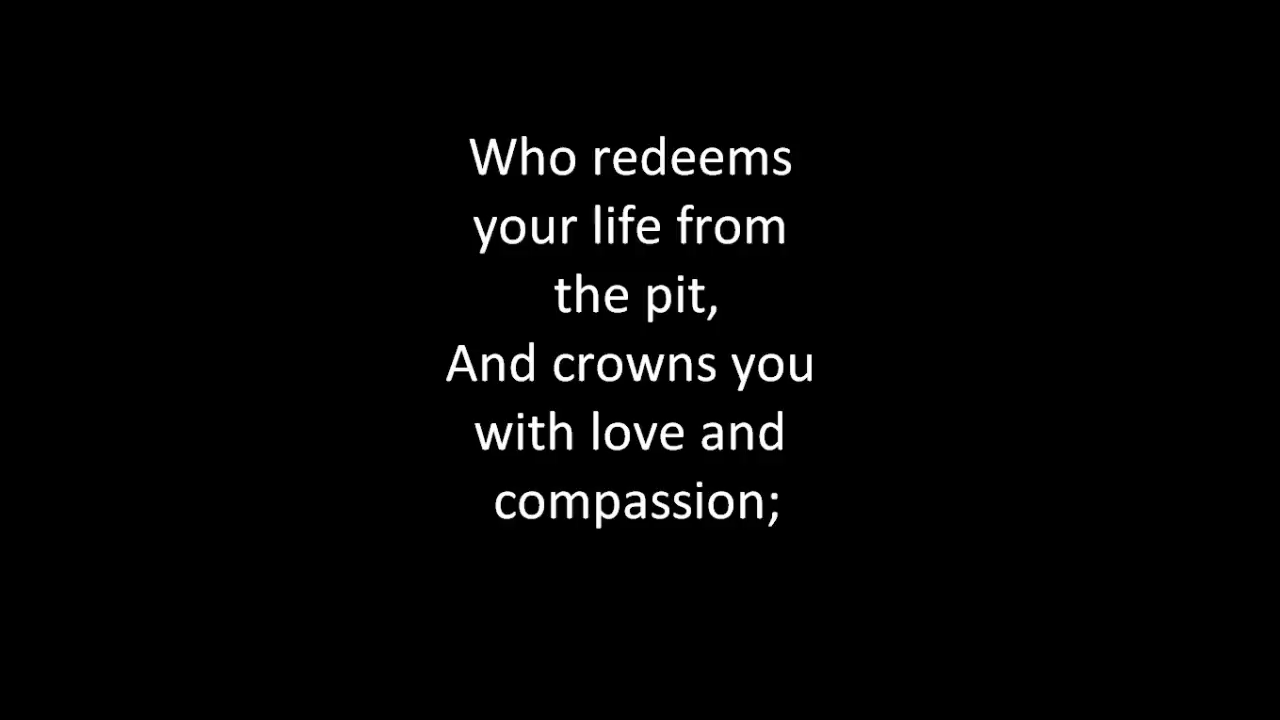 Who redeems
your life from
the pit,
And crowns you
with love and
compassion;